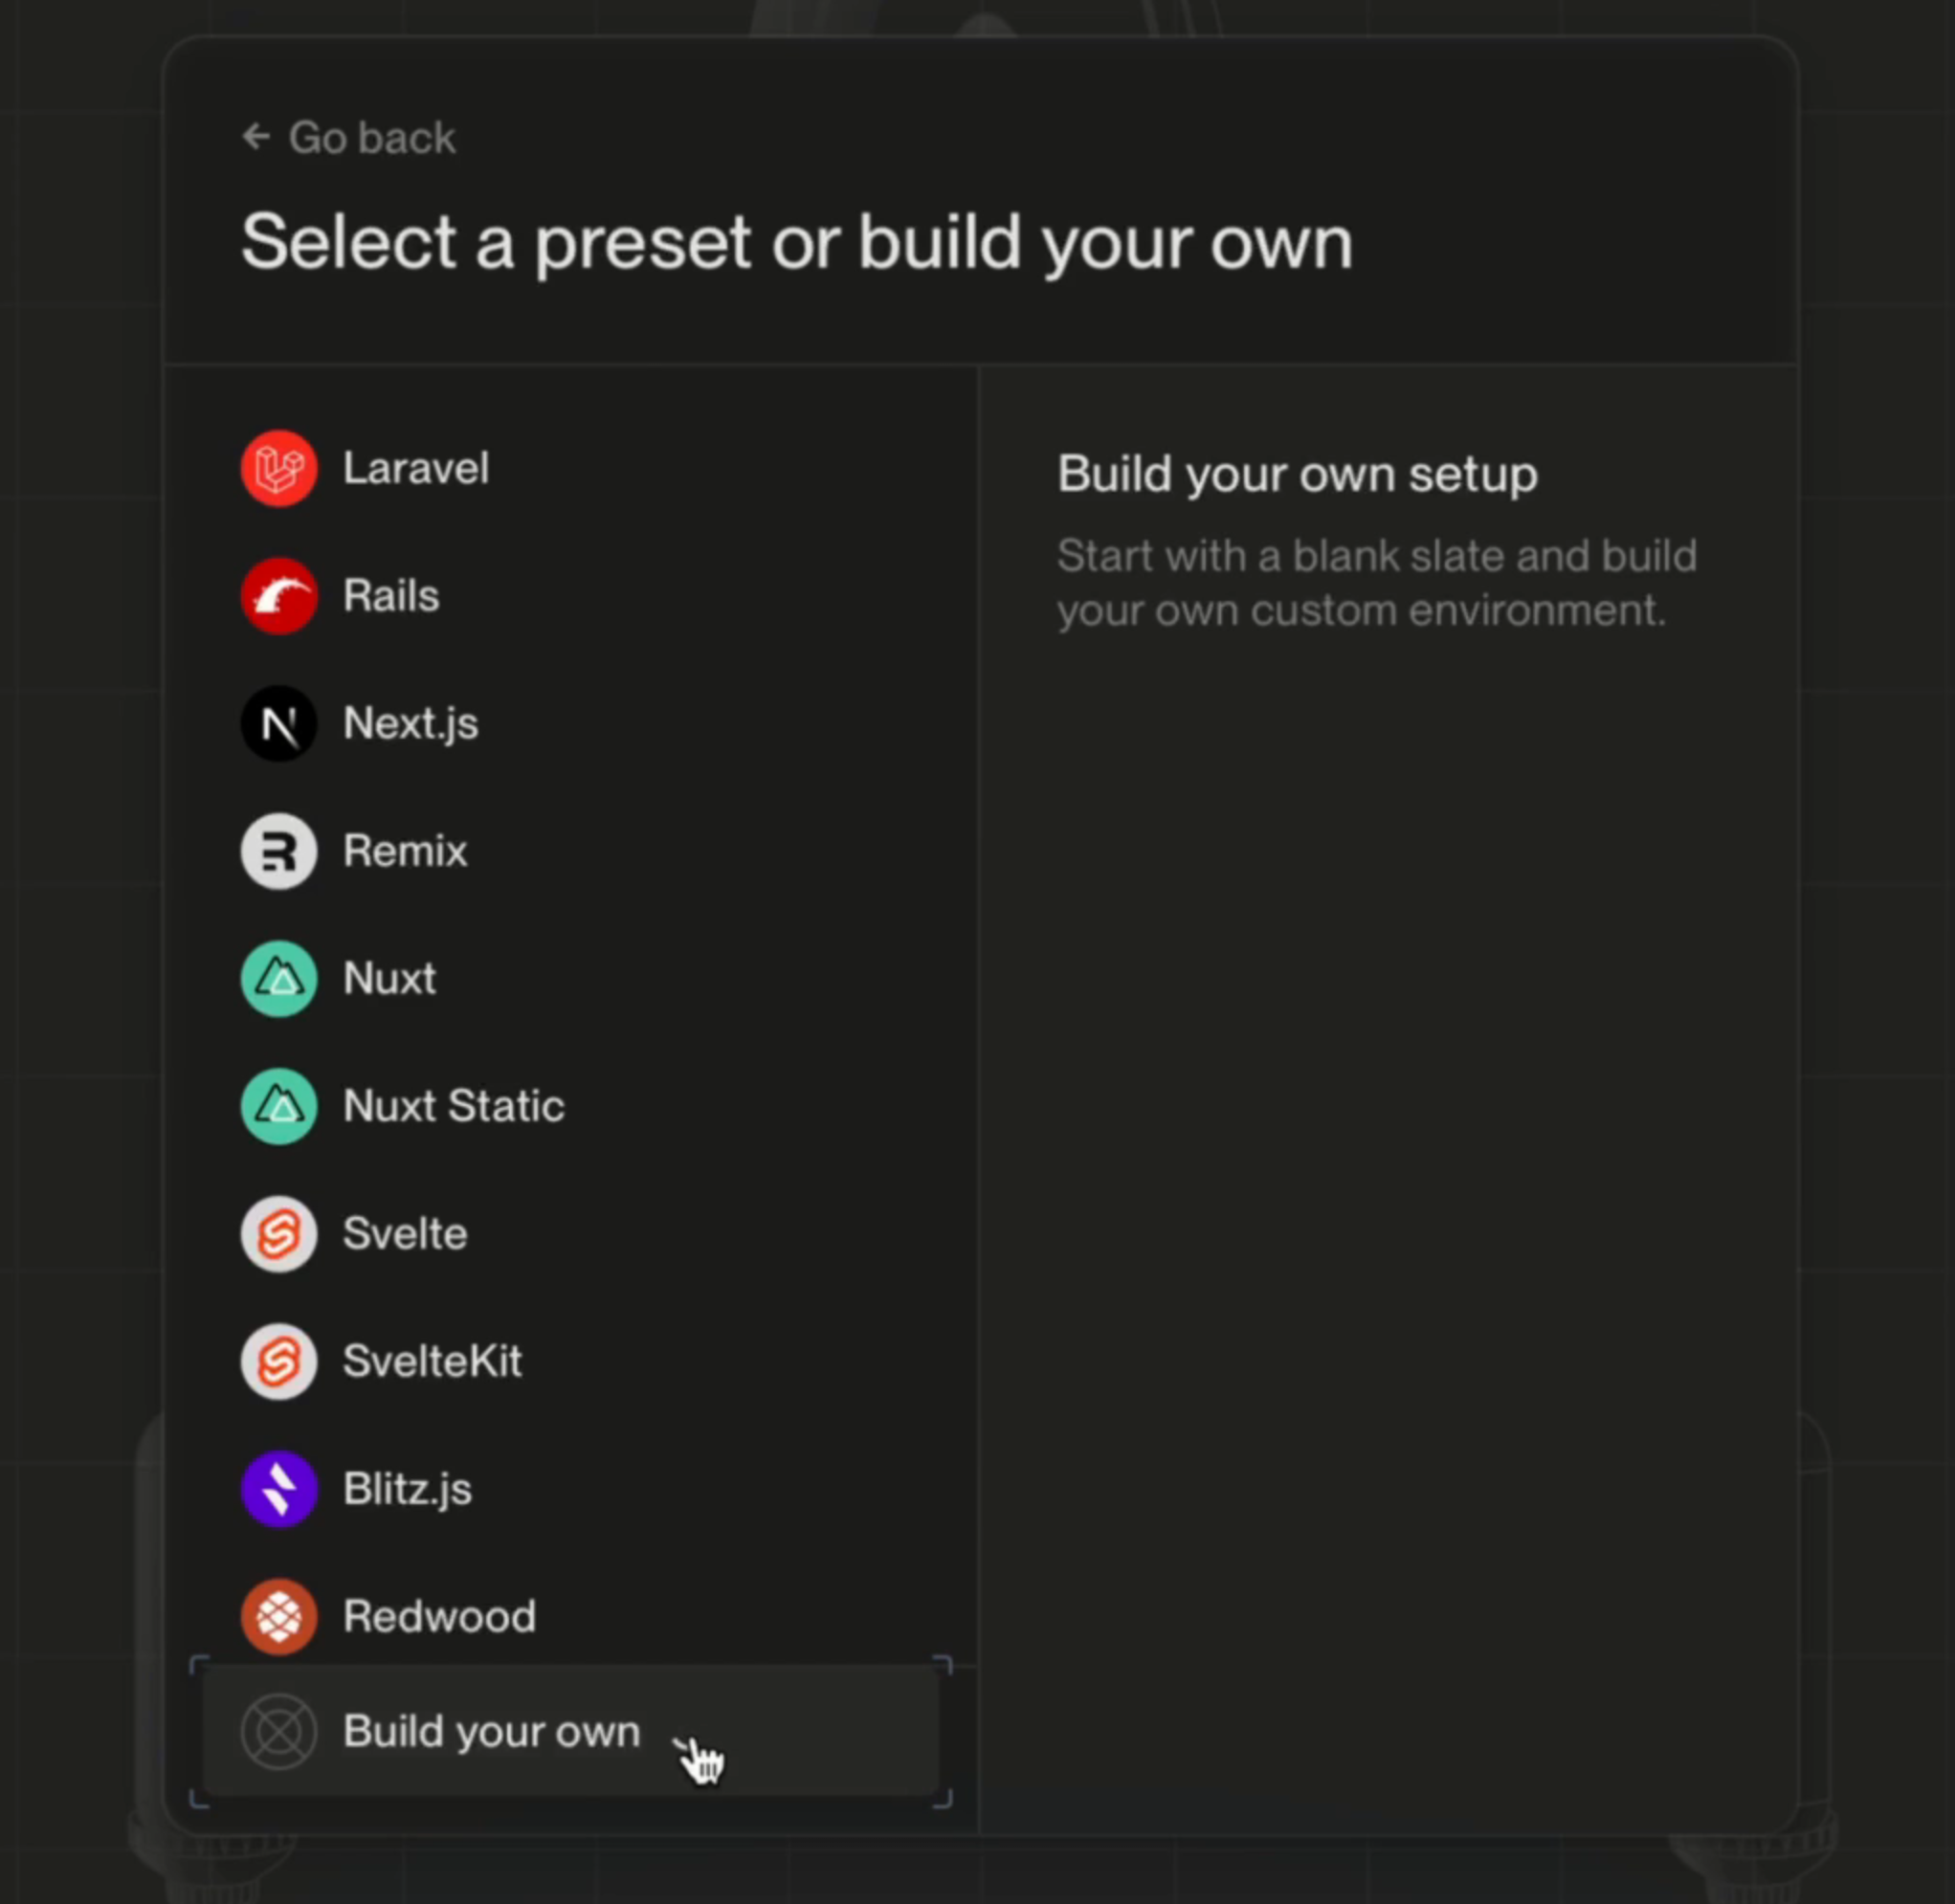 ← Go back
Select a preset or build your own
Laravel
Rails
Next.js
Remix
Nuxt
Nuxt Static
Svelte
SvelteKit
Blitz.js
Redwood
Build your own
Build your own setup
Start with a blank slate and build
your own custom environment.